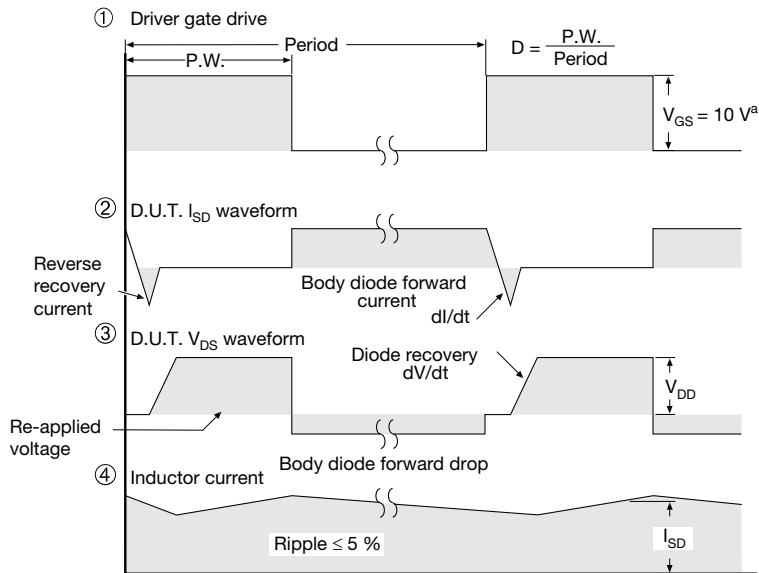 ① Driver gate drive
Period
P.W.
D = P.W.
Period
V_GS = 10 V^a
② D.U.T. I_SD waveform
Reverse
recovery
current
Body diode forward
current
dI/dt
③ D.U.T. V_DS waveform
Diode recovery
dV/dt
V_DD
Re-applied
voltage
Body diode forward drop
④ Inductor current
Ripple ≤ 5 %
I_SD